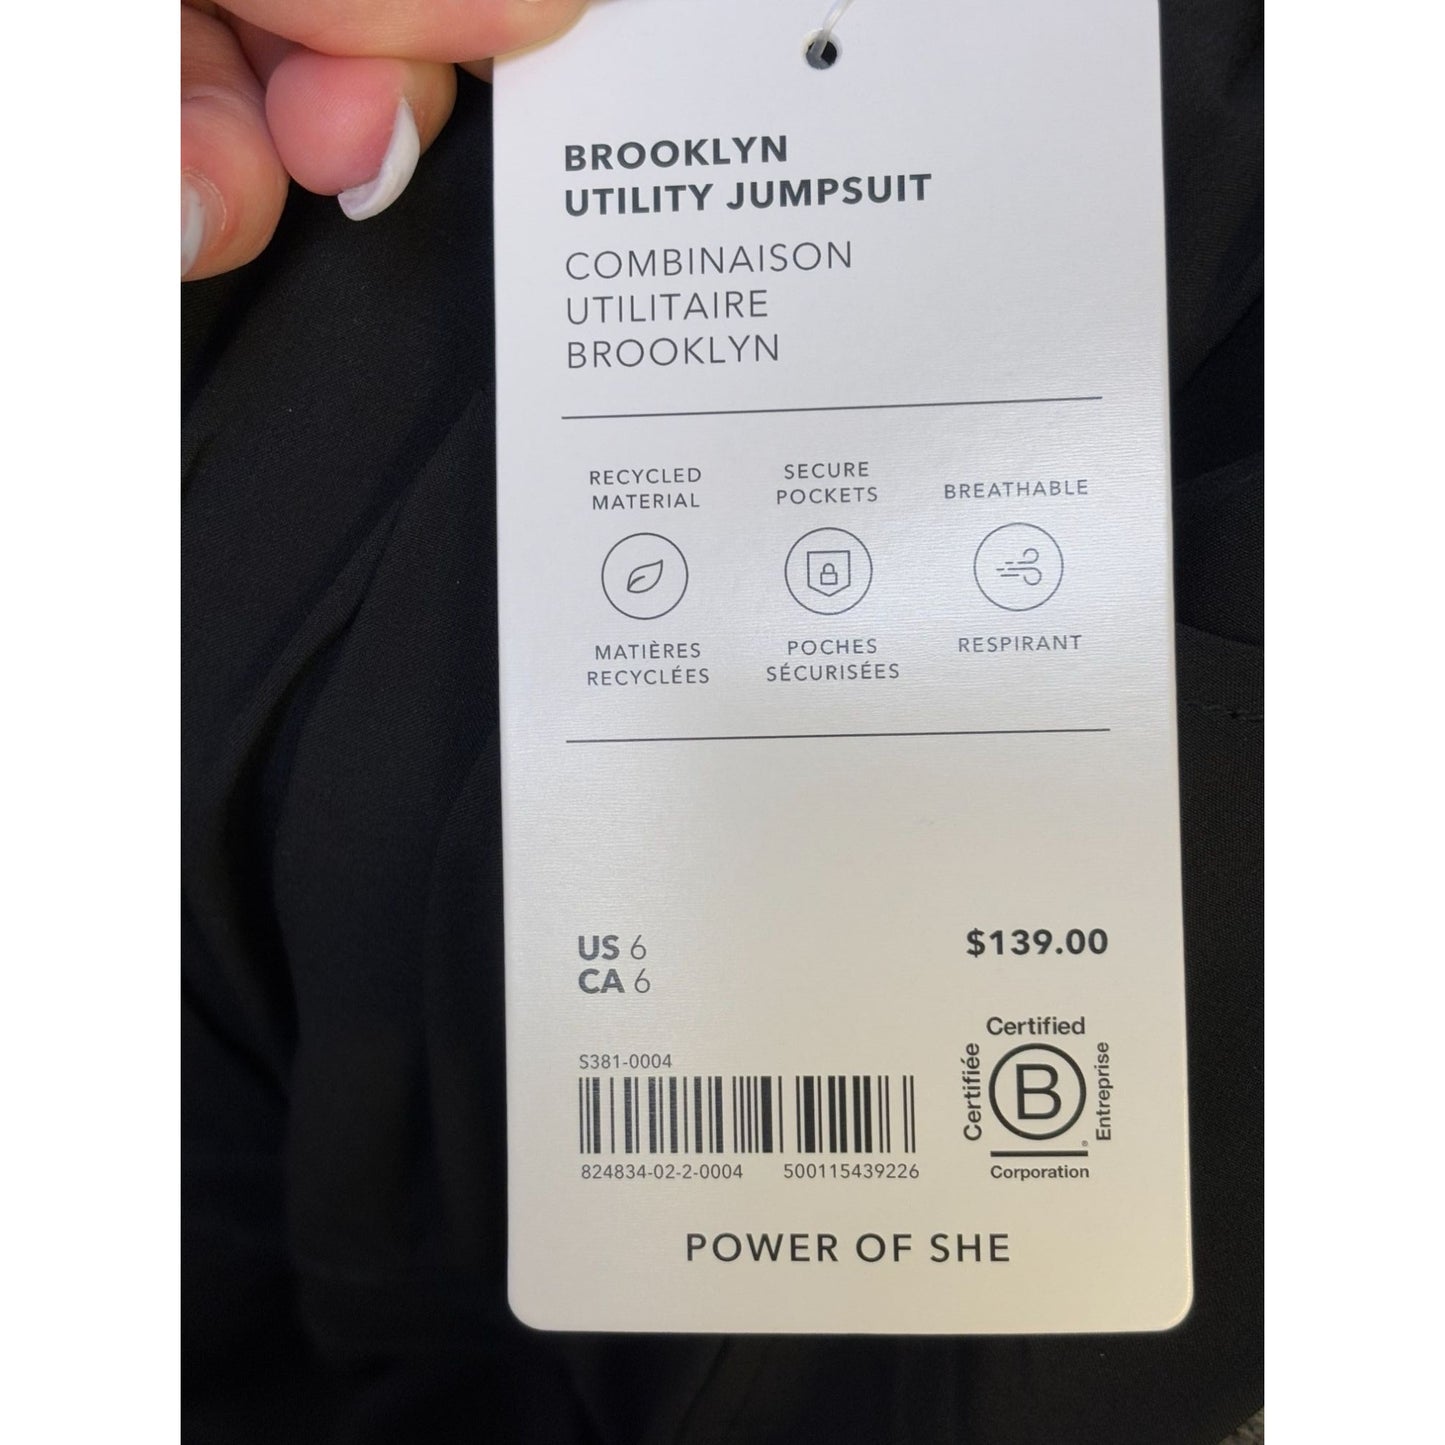 BROOKLYN
UTILITY JUMPSUIT
COMBINAISON
UTILITAIRE
BROOKLYN
RECYCLED
MATERIAL
MATIÈRES
RECYCLÉES
SECURE
POCKETS
POCHES
SÉCURISÉES
BREATHABLE
RESPIRANT
US 6
CA 6
$139.00
S381-0004
824834-02-2-0004 500115439226
Certified
Certifiée
B
®
Entreprise
Corporation
POWER OF SHE